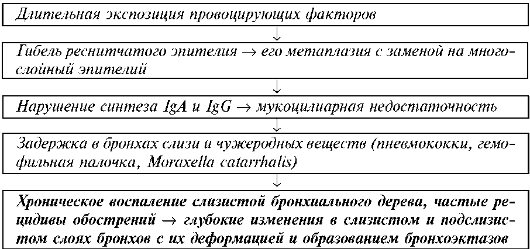 Длительная экспозиция провоцирующих факторов
Гибель реснитчатого эпителия → его метаплазия с заменой на много-
слойный эпителий
Нарушение синтеза IgA и IgG → мукоцилиарная недостаточность
Задержка в бронхах слизи и чужеродных веществ (пневмококки, гемо-
фильная палочка, Moraxella catarrhalis)
Хроническое воспаление слизистой бронхиального дерева, частые ре-
цидивы обострений → глубокие изменения в слизистом и подслизис-
том слоях бронхов с их деформацией и образованием бронхоэктазов